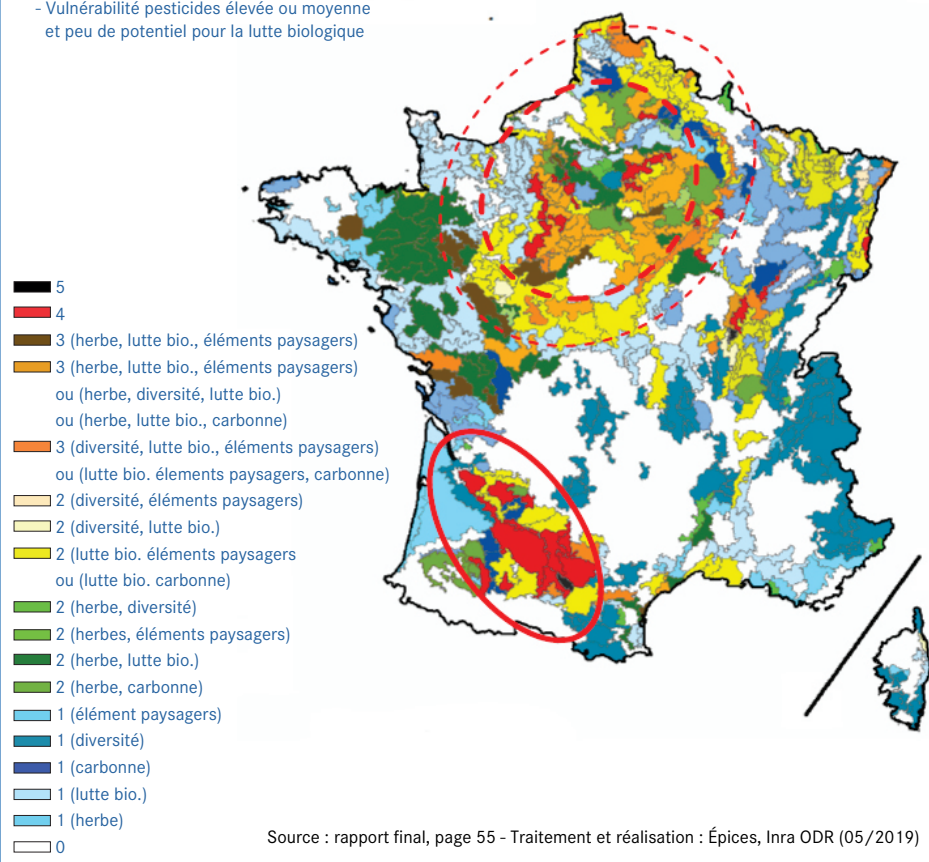 - Vulnérabilité pesticides élevée ou moyenne
et peu de potentiel pour la lutte biologique
5
4
3 (herbe, lutte bio., éléments paysagers)
3 (herbe, lutte bio., éléments paysagers)
ou (herbe, diversité, lutte bio.)
ou (herbe, lutte bio., carbonne)
3 (diversité, lutte bio., éléments paysagers)
ou (lutte bio. élements paysagers, carbonne)
2 (diversité, éléments paysagers)
2 (diversité, lutte bio.)
2 (lutte bio. éléments paysagers
ou (lutte bio. carbonne)
2 (herbe, diversité)
2 (herbes, éléments paysagers)
2 (herbe, lutte bio.)
2 (herbe, carbonne)
1 (élément paysagers)
1 (diversité)
1 (carbonne)
1 (lutte bio.)
1 (herbe)
0
Source : rapport final, page 55 - Traitement et réalisation : Épices, Inra ODR (05/2019)